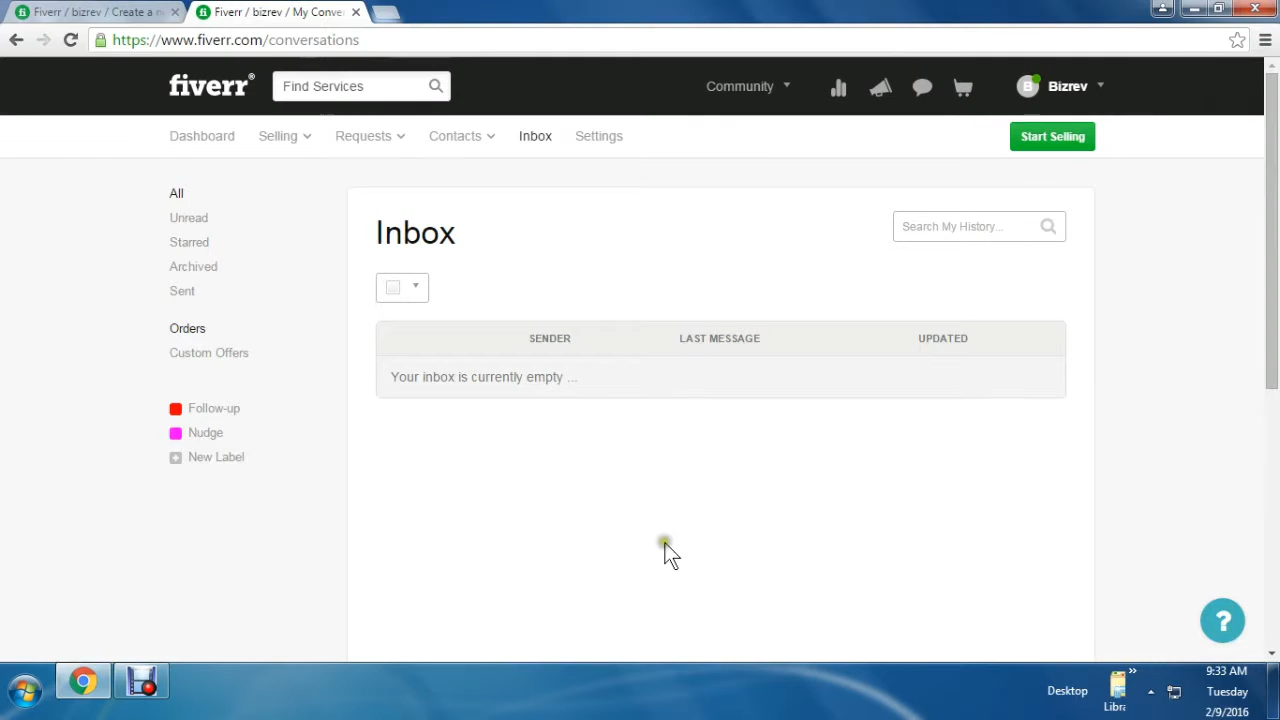 Fiverr / bizrev / Create a n
Fiverr / bizrev / My Conve
https://www.fiverr.com/conversations
fiverr®
Find Services
Community
B
Bizrev
Dashboard
Selling
Requests
Contacts
Inbox
Settings
Start Selling
All
Unread
Starred
Archived
Sent
Orders
Custom Offers
Follow-up
Nudge
New Label
Inbox
Search My History...
SENDER
LAST MESSAGE
UPDATED
Your inbox is currently empty ...
?
Desktop
»
Libra
9:33 AM
Tuesday
2/9/2016